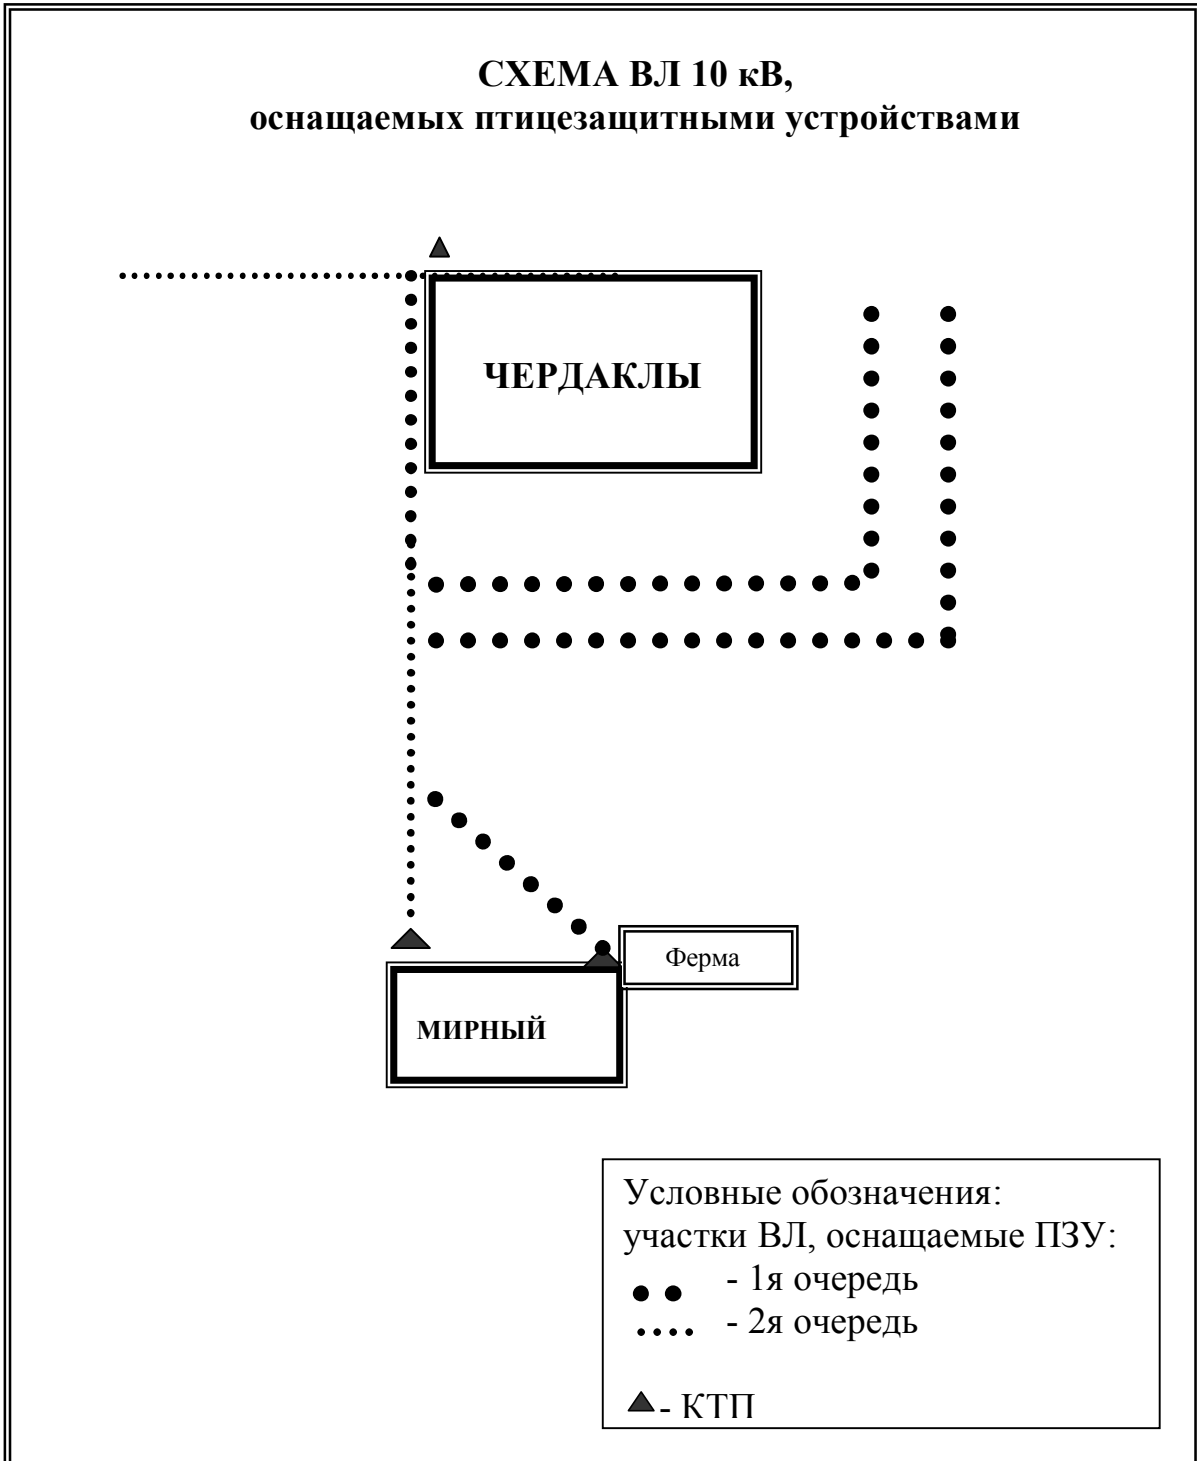 СХЕМА ВЛ 10 кВ,
оснащаемых птицезащитными устройствами
ЧЕРДАКЛЫ
Ферма
МИРНЫЙ
Условные обозначения:
участки ВЛ, оснащаемые ПЗУ:
- 1я очередь
- 2я очередь
- КТП